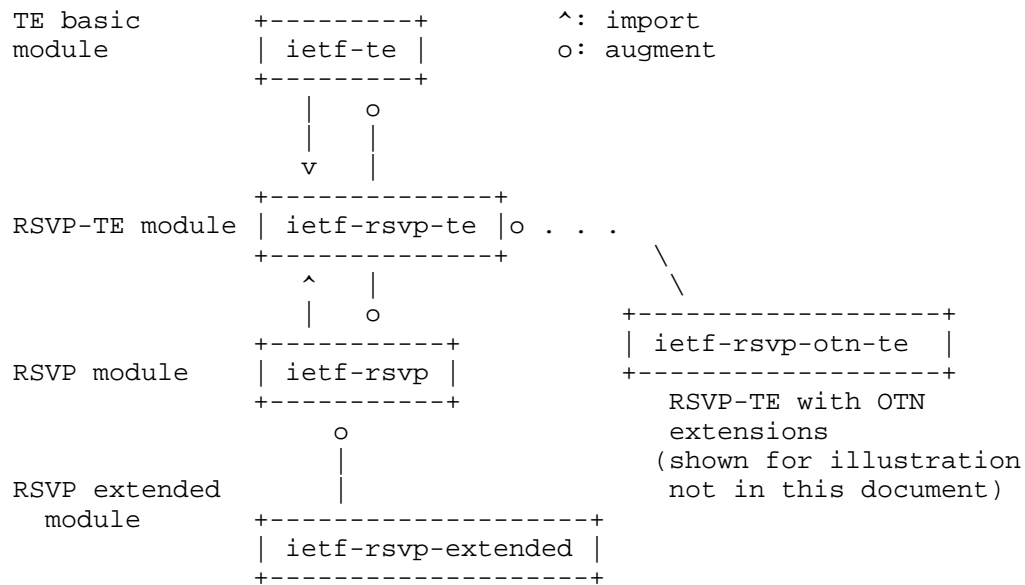 TE basic +---------+ ^: import
module | ietf-te | o: augment
+---------+
| o
| |
v |
+--------------+
RSVP-TE module | ietf-rsvp-te |o . . .
+--------------+ \
^ | \
| o +-------------------+
+-----------+ | ietf-rsvp-otn-te |
RSVP module | ietf-rsvp | +-------------------+
+-----------+ RSVP-TE with OTN
o extensions
| (shown for illustration
RSVP extended | not in this document)
module +--------------------+
| ietf-rsvp-extended |
+--------------------+